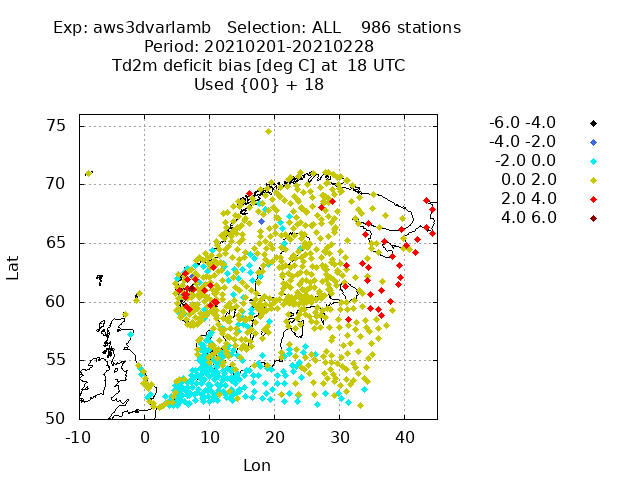 Exp: aws3dvarlamb   Selection: ALL    986 stations
Period: 20210201-20210228
Td2m deficit bias [deg C] at  18 UTC
Used {00} + 18
75
70
65
60
55
50
-10 0 10 20 30 40
Lat
Lon
-6.0 -4.0
-4.0 -2.0
-2.0 0.0
0.0 2.0
2.0 4.0
4.0 6.0